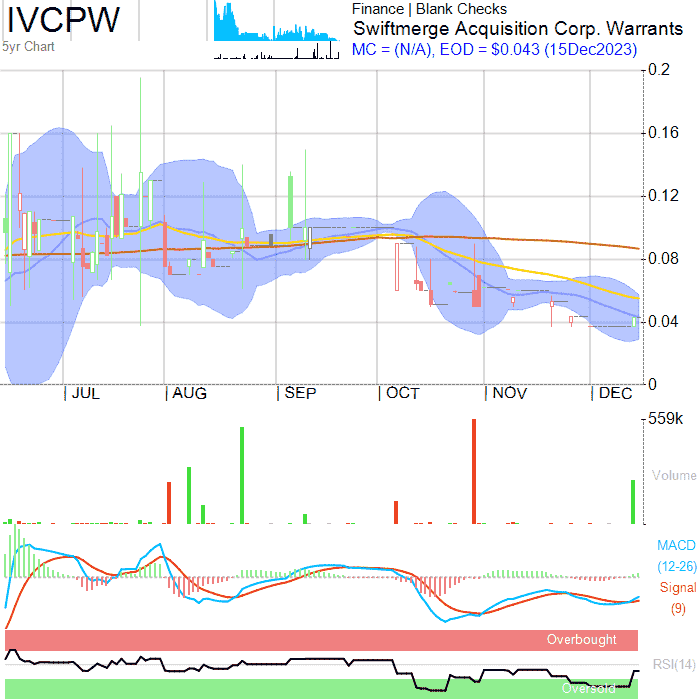 IVCPW
5yr Chart
Finance | Blank Checks
Swiftmerge Acquisition Corp. Warrants
MC = (N/A), EOD = $0.043 (15Dec2023)
0.2
0.16
0.12
0.08
0.04
0
JUL AUG SEP OCT NOV DEC
559k
Volume
MACD
(12-26)
Signal
(9)
Overbought
RSI(14)
Oversold